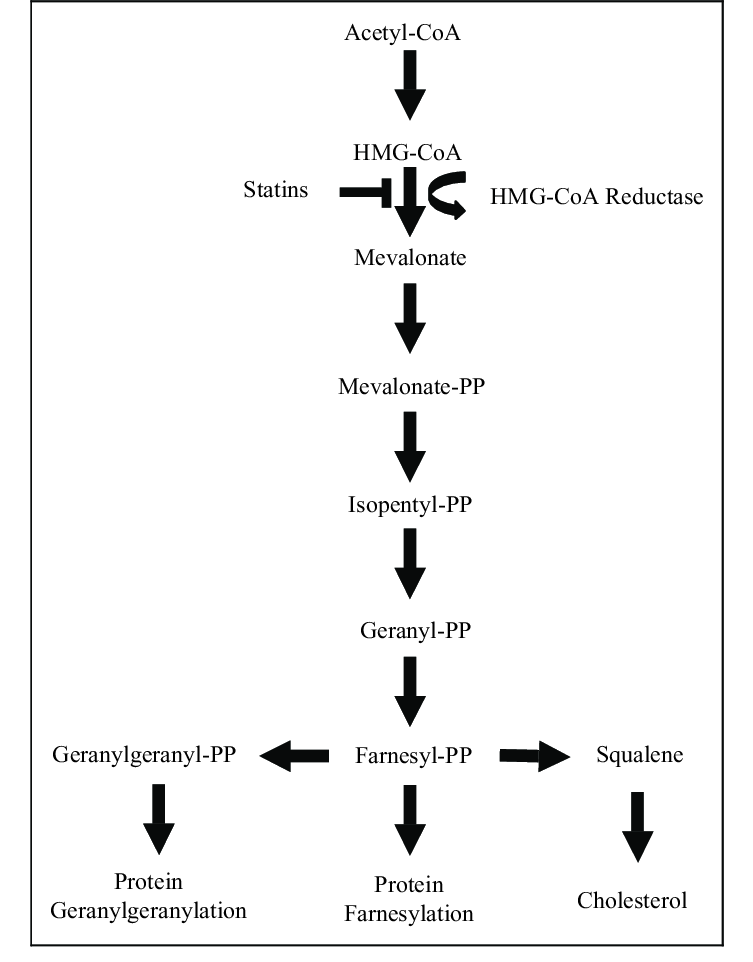 Acetyl-CoA
HMG-CoA
Statins
HMG-CoA Reductase
Mevalonate
Mevalonate-PP
Isopentyl-PP
Geranyl-PP
Geranylgeranyl-PP
Farnesyl-PP
Squalene
Protein
Geranylgeranylation
Protein
Farnesylation
Cholesterol